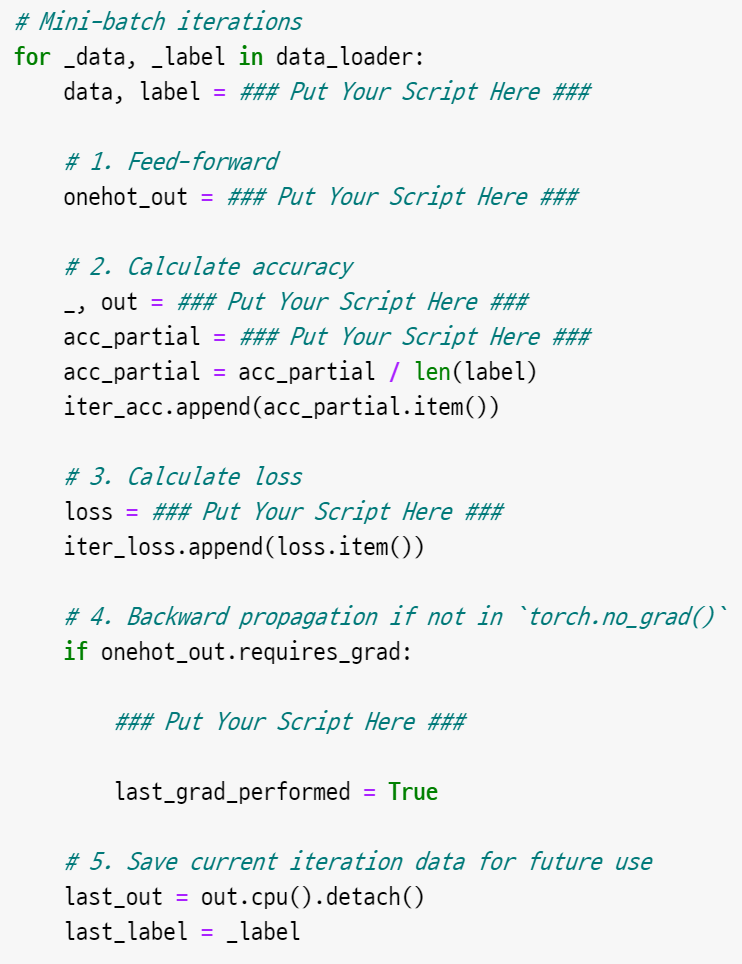 # Mini-batch iterations
for _data, _label in data_loader:
    data, label = ### Put Your Script Here ###

    # 1. Feed-forward
    onehot_out = ### Put Your Script Here ###

    # 2. Calculate accuracy
    _, out = ### Put Your Script Here ###
    acc_partial = ### Put Your Script Here ###
    acc_partial = acc_partial / len(label)
    iter_acc.append(acc_partial.item())

    # 3. Calculate loss
    loss = ### Put Your Script Here ###
    iter_loss.append(loss.item())

    # 4. Backward propagation if not in `torch.no_grad()`
    if onehot_out.requires_grad:

        ### Put Your Script Here ###

        last_grad_performed = True

    # 5. Save current iteration data for future use
    last_out = out.cpu().detach()
    last_label = _label